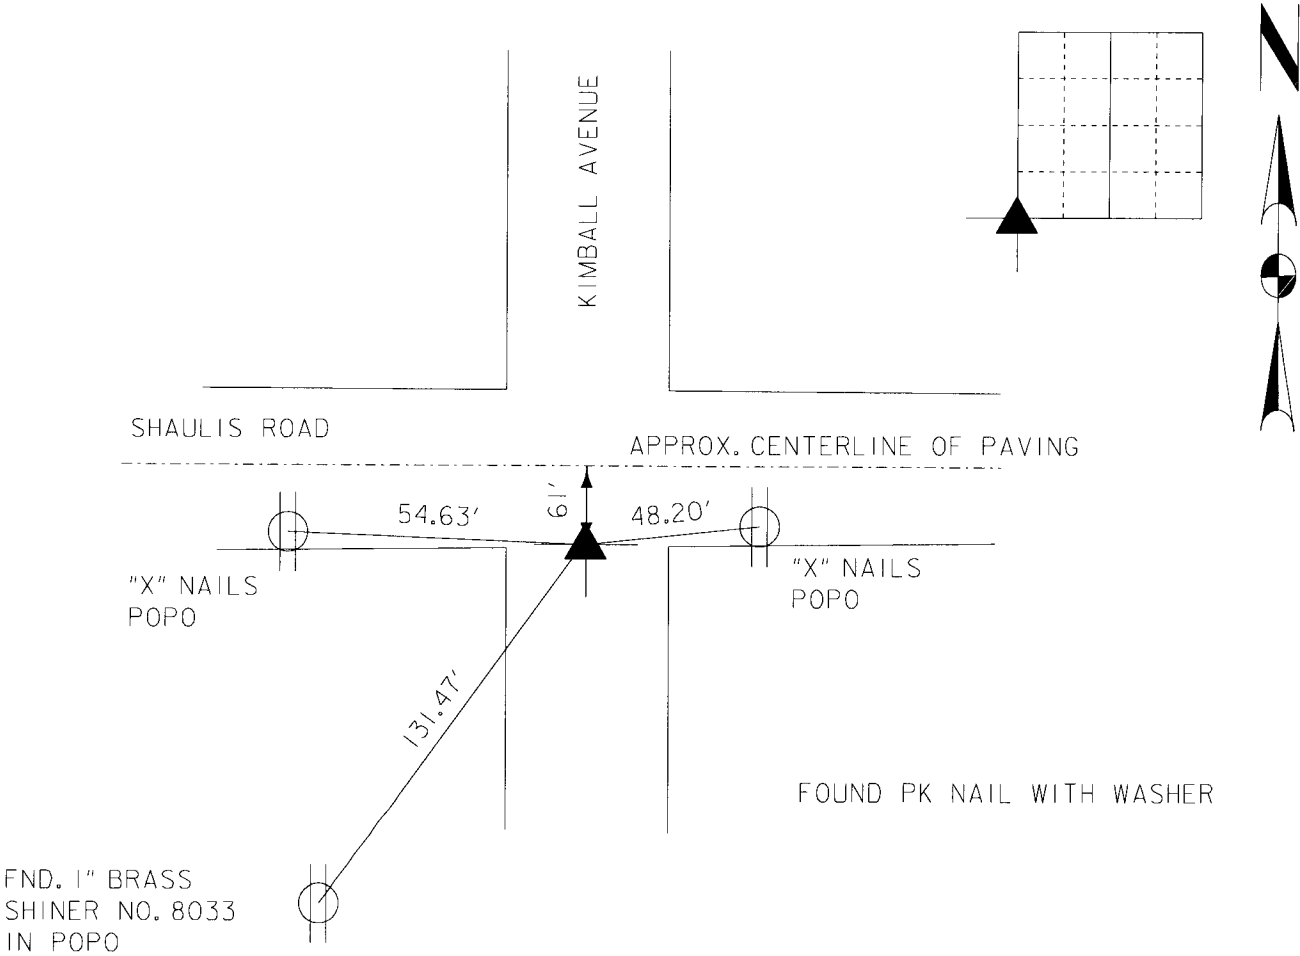 N
KIMBALL AVENUE
SHAULIS ROAD
APPROX. CENTERLINE OF PAVING
54.63'
61'
48.20'
"X" NAILS
POPO
"X" NAILS
POPO
131.47'
FOUND PK NAIL WITH WASHER
FND. 1" BRASS
SHINER NO. 8033
IN POPO